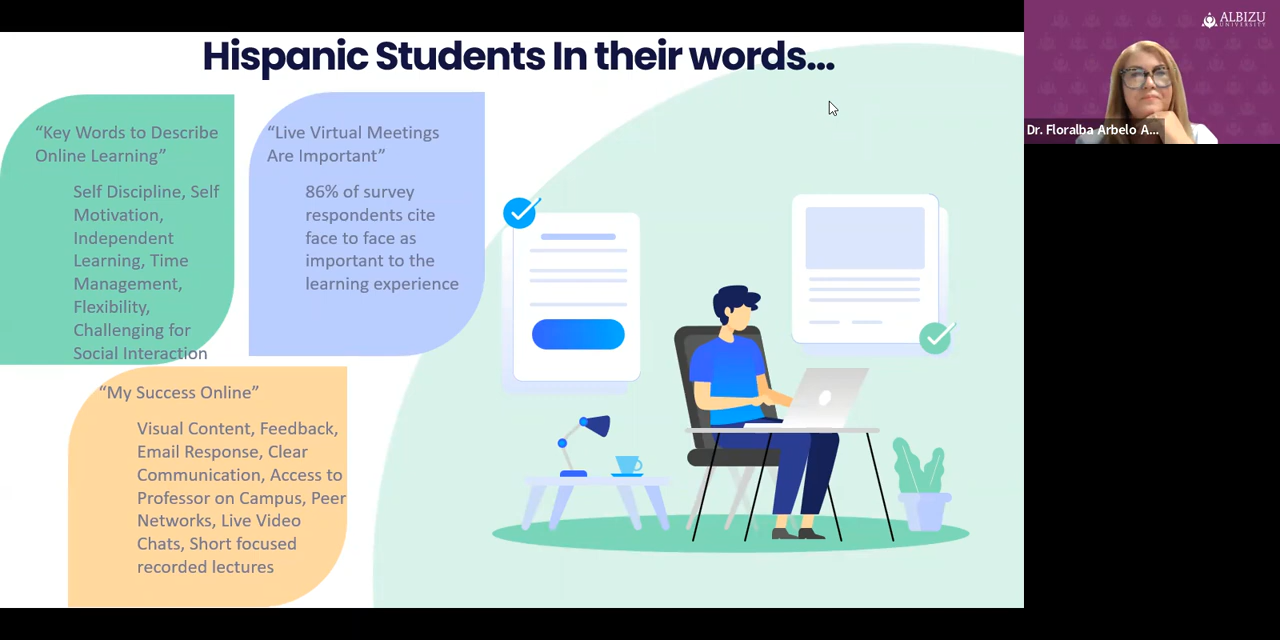 Hispanic Students In their words...
“Key Words to Describe
Online Learning”
Self Discipline, Self
Motivation,
Independent
Learning, Time
Management,
Flexibility,
Challenging for
Social Interaction
“Live Virtual Meetings
Are Important”
86% of survey
respondents cite
face to face as
important to the
learning experience
“My Success Online”
Visual Content, Feedback,
Email Response, Clear
Communication, Access to
Professor on Campus, Peer
Networks, Live Video
Chats, Short focused
recorded lectures
ALBIZU
UNIVERSITY
Dr. Floralba Arbelo A...